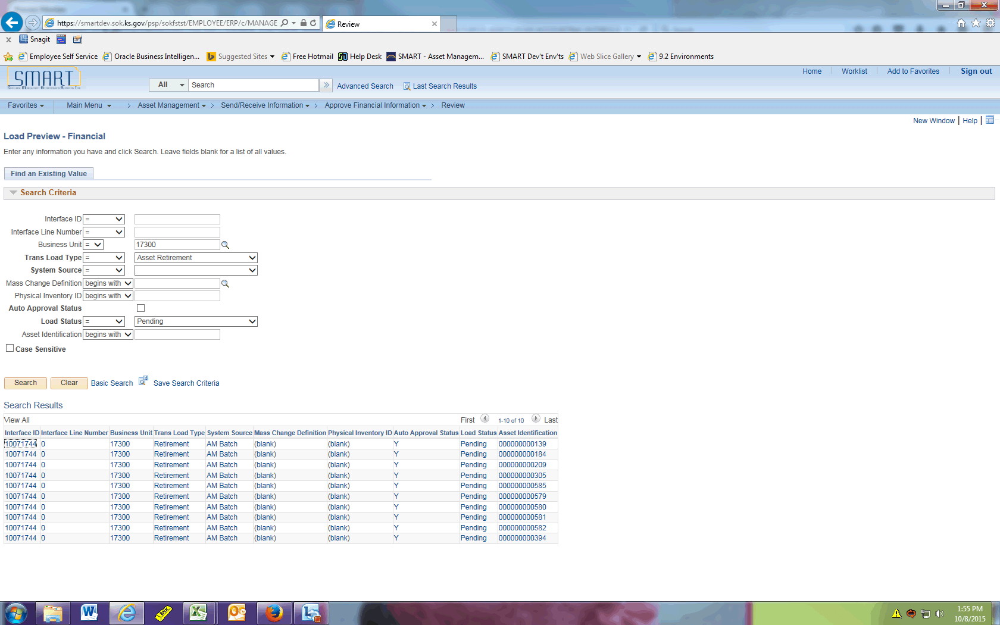 https://smartdev.sok.ks.gov/psp/sokfstst/EMPLOYEE/ERP/c/MANAGE
Review
x Snagit
Employee Self Service Oracle Business Intelligen... Suggested Sites Free Hotmail Help Desk SMART - Asset Managem... SMART Dev't Env'ts Web Slice Gallery 9.2 Environments
SMART
Home Worklist Add to Favorites Sign out
All Search >> Advanced Search Last Search Results
Favorites Main Menu > Asset Management > Send/Receive Information > Approve Financial Information > Review
New Window | Help |
Load Preview - Financial
Enter any information you have and click Search. Leave fields blank for a list of all values.
Find an Existing Value
Search Criteria
Interface ID =
Interface Line Number =
Business Unit = 17300
Trans Load Type = Asset Retirement
System Source =
Mass Change Definition begins with
Physical Inventory ID begins with
Auto Approval Status
Load Status = Pending
Asset Identification begins with
Case Sensitive
Search Clear Basic Search Save Search Criteria
Search Results
View All First 1-10 of 10 Last
Interface ID Interface Line Number Business Unit Trans Load Type System Source Mass Change Definition Physical Inventory ID Auto Approval Status Load Status Asset Identification
10071744 0 17300 Retirement AM Batch (blank) (blank) Y Pending 000000000139
10071744 0 17300 Retirement AM Batch (blank) (blank) Y Pending 000000000184
10071744 0 17300 Retirement AM Batch (blank) (blank) Y Pending 000000000209
10071744 0 17300 Retirement AM Batch (blank) (blank) Y Pending 000000000305
10071744 0 17300 Retirement AM Batch (blank) (blank) Y Pending 000000000585
10071744 0 17300 Retirement AM Batch (blank) (blank) Y Pending 000000000579
10071744 0 17300 Retirement AM Batch (blank) (blank) Y Pending 000000000580
10071744 0 17300 Retirement AM Batch (blank) (blank) Y Pending 000000000581
10071744 0 17300 Retirement AM Batch (blank) (blank) Y Pending 000000000582
10071744 0 17300 Retirement AM Batch (blank) (blank) Y Pending 000000000394
1:55 PM
10/8/2015